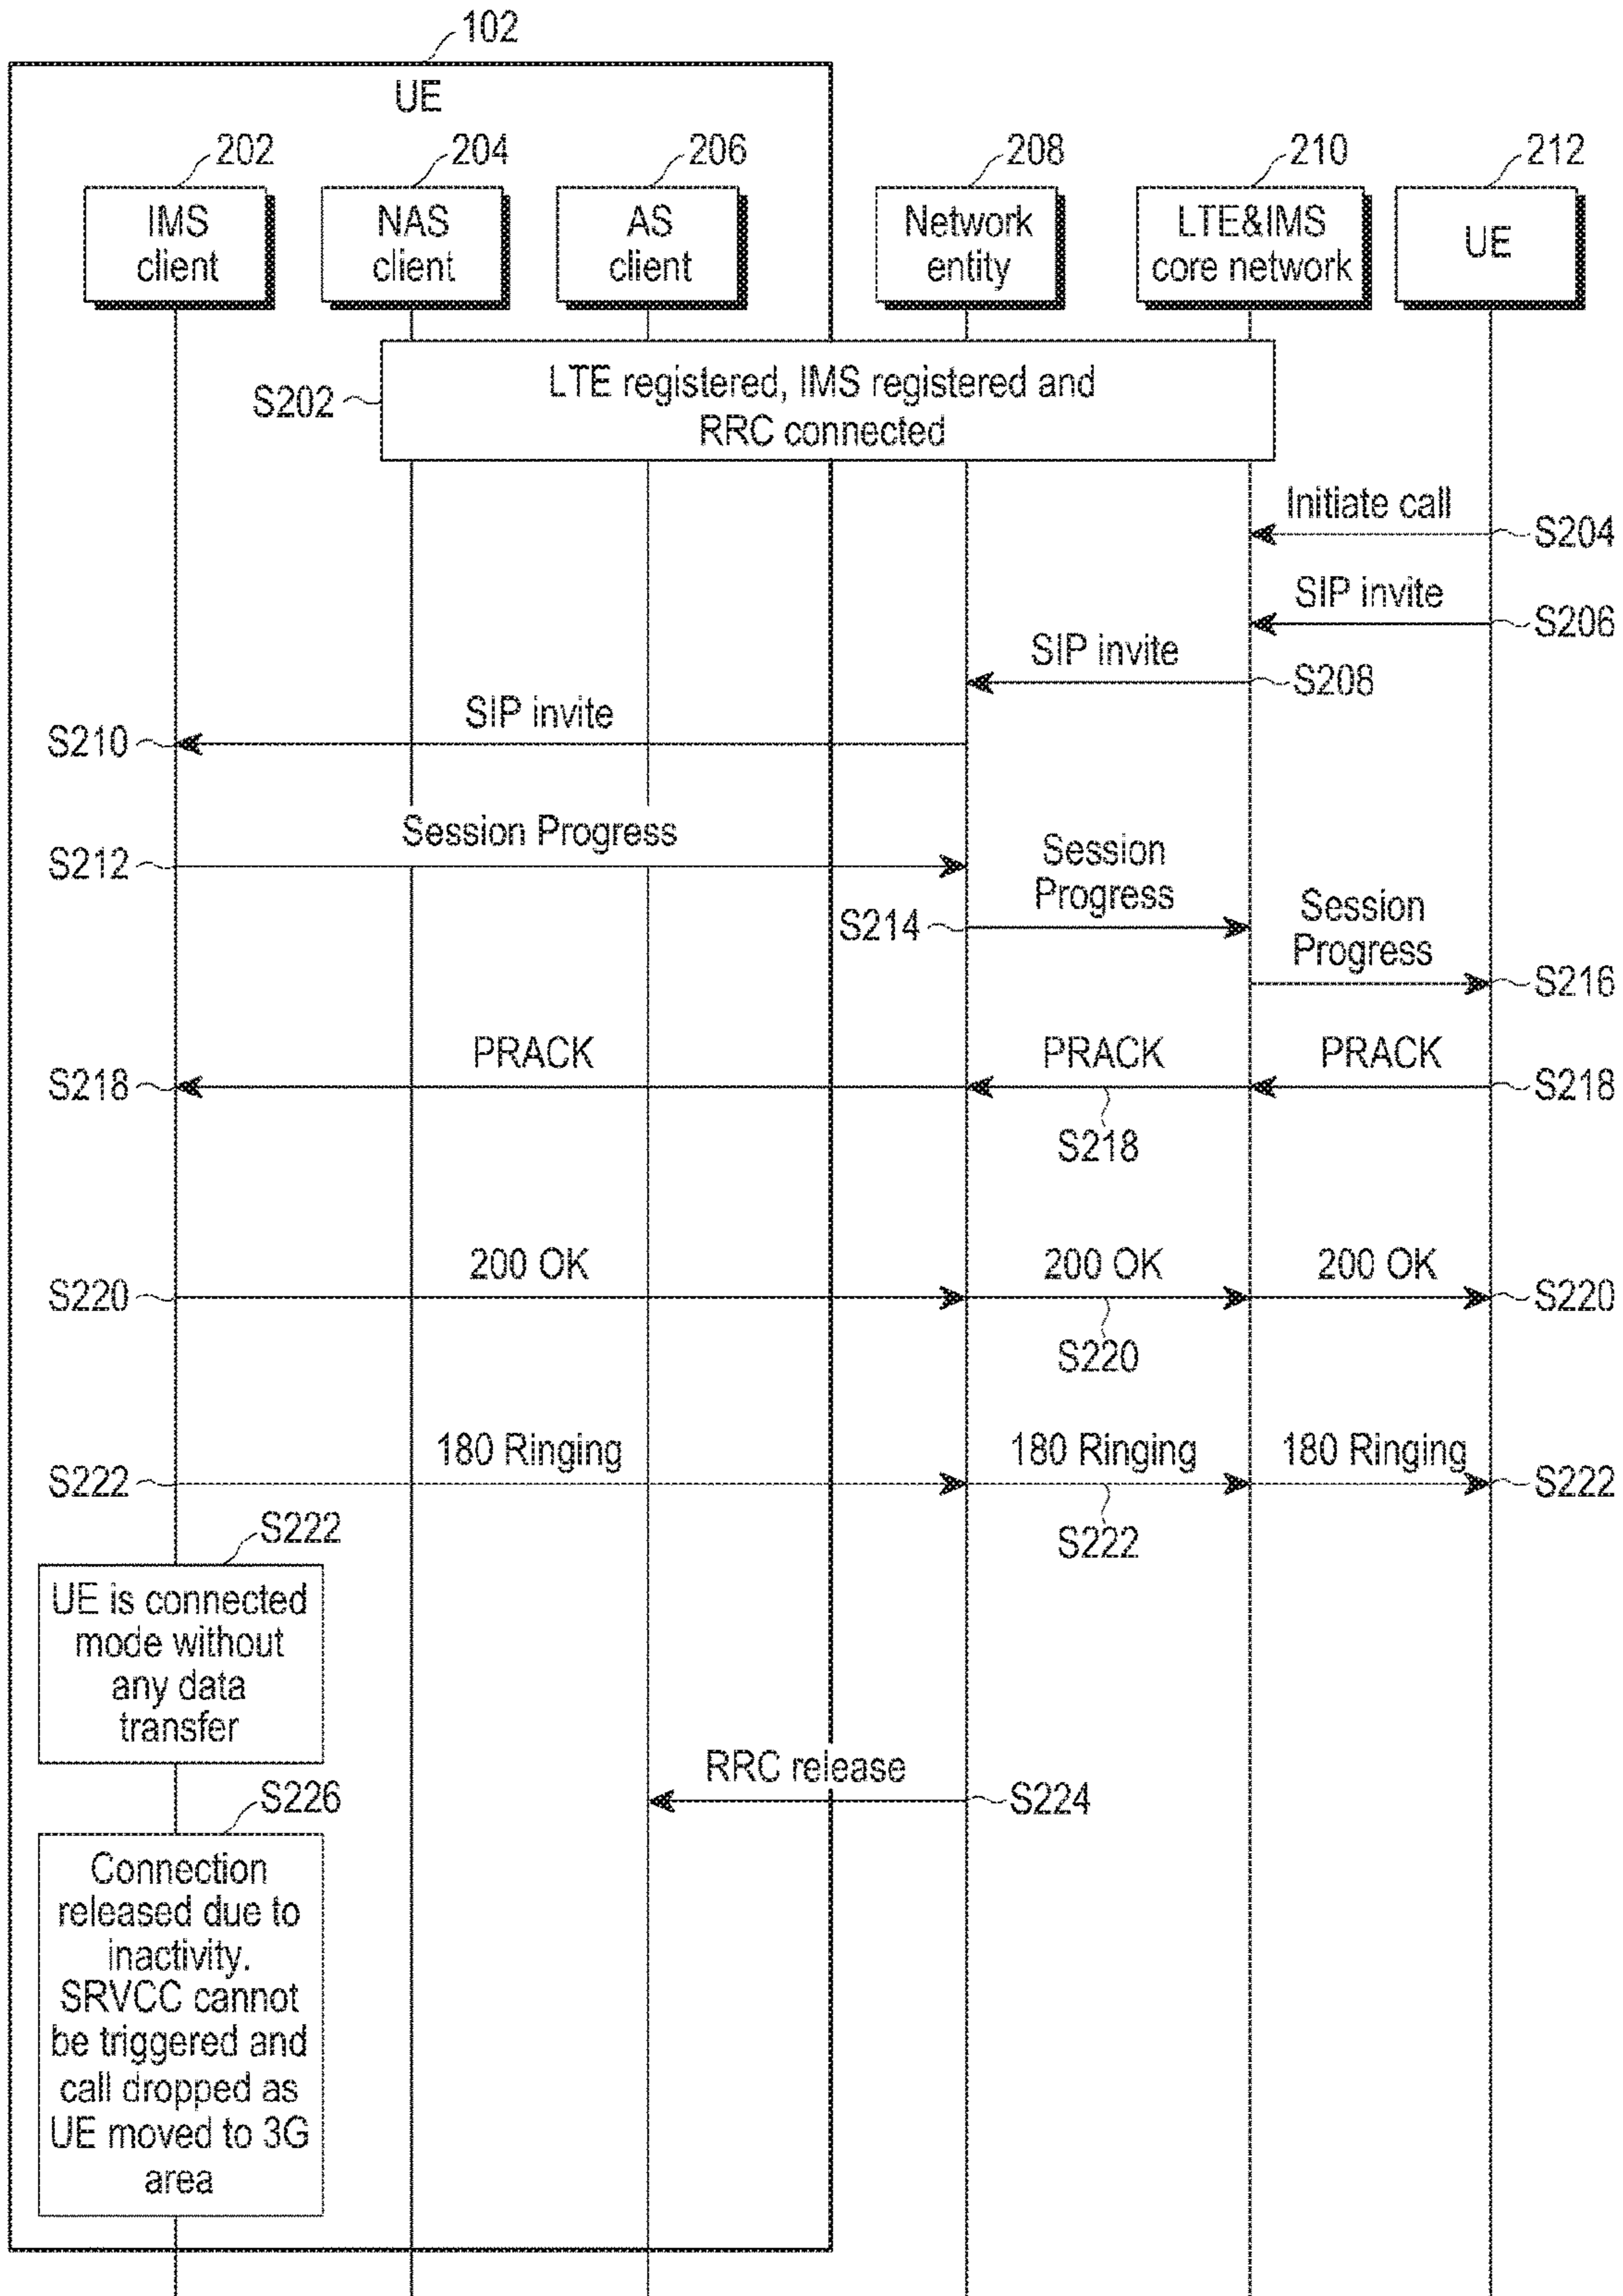 102
UE
202
204
206
208
210
212
IMS
client
NAS
client
AS
client
Network
entity
LTE&IMS
core network
UE
S202
LTE registered, IMS registered and
RRC connected
Initiate call
S204
SIP invite
S206
SIP invite
S208
SIP invite
S210
Session Progress
S212
Session
Progress
S214
Session
Progress
S216
PRACK
PRACK
PRACK
S218
S218
S218
200 OK
200 OK
200 OK
S220
S220
S220
180 Ringing
180 Ringing
180 Ringing
S222
S222
S222
S222
UE is connected
mode without
any data
transfer
RRC release
S224
S226
Connection
released due to
inactivity.
SRVCC cannot
be triggered and
call dropped as
UE moved to 3G
area